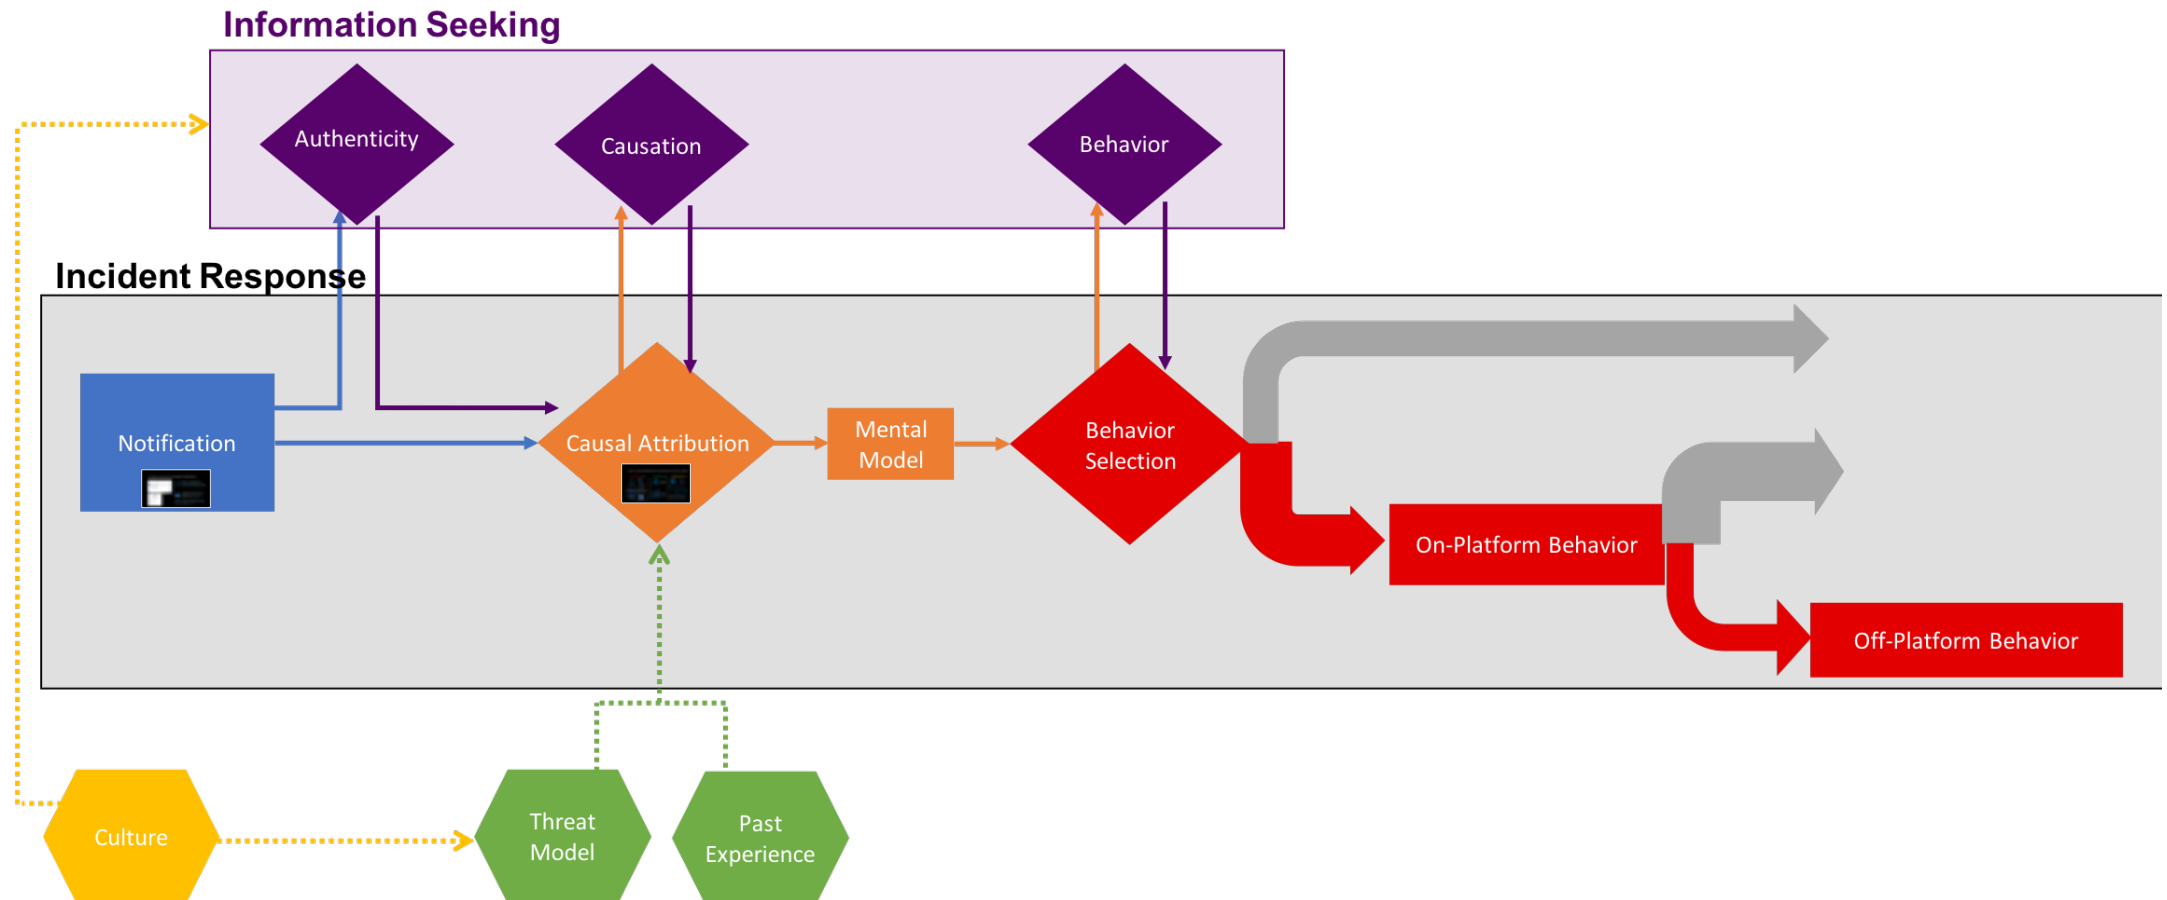 Information Seeking
Authenticity
Causation
Behavior
Incident Response
Notification
Causal Attribution
Mental
Model
Behavior
Selection
On-Platform Behavior
Off-Platform Behavior
Culture
Threat
Model
Past
Experience